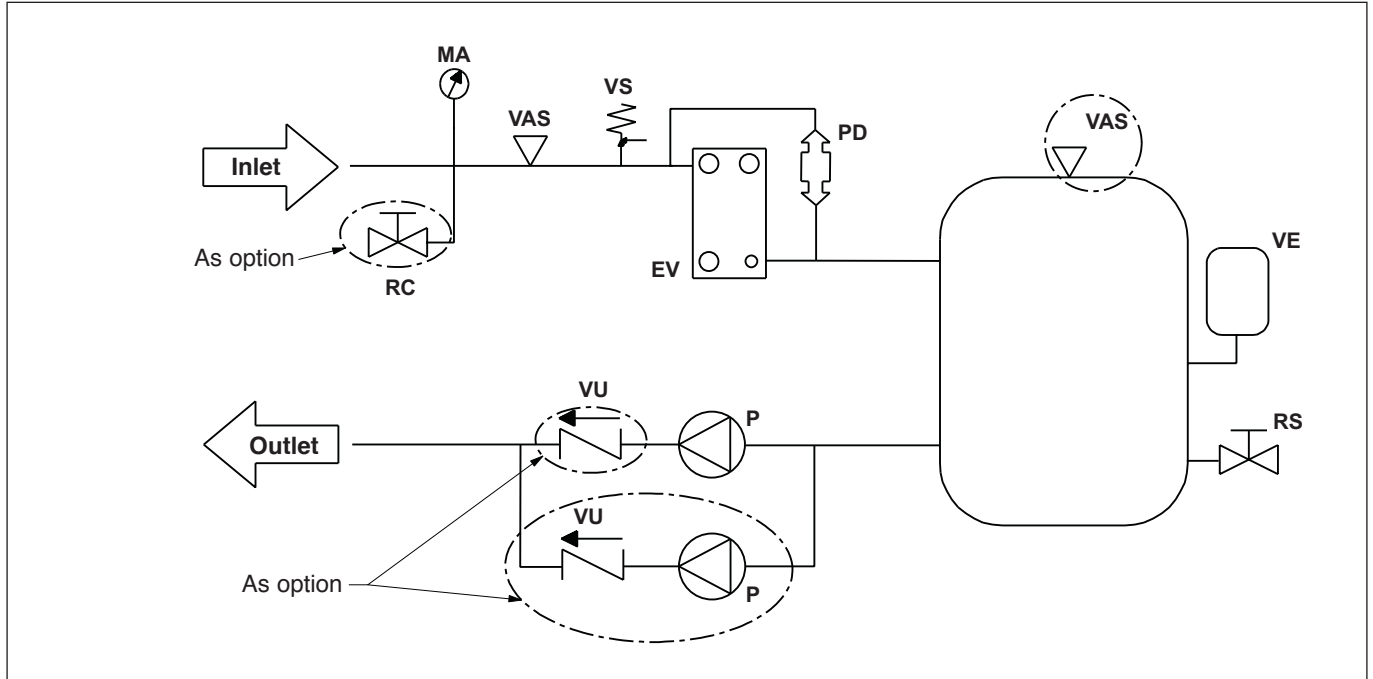 MA
VAS
VS
PD
VAS
Inlet
As option
RC
EV
VE
VU
P
RS
Outlet
VU
As option
P